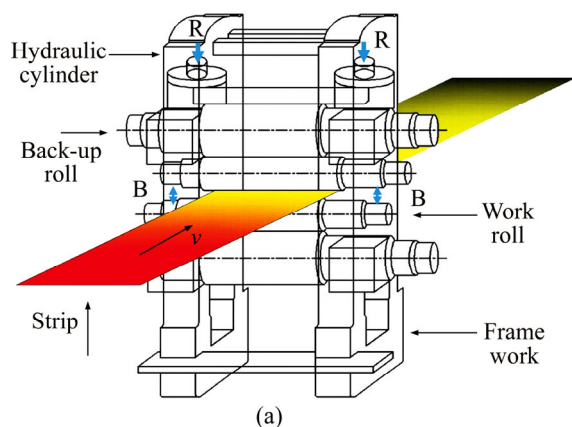 R
R
Hydraulic
cylinder
Back-up
roll
B
B
Work
roll
v
Strip
Frame
work
(a)